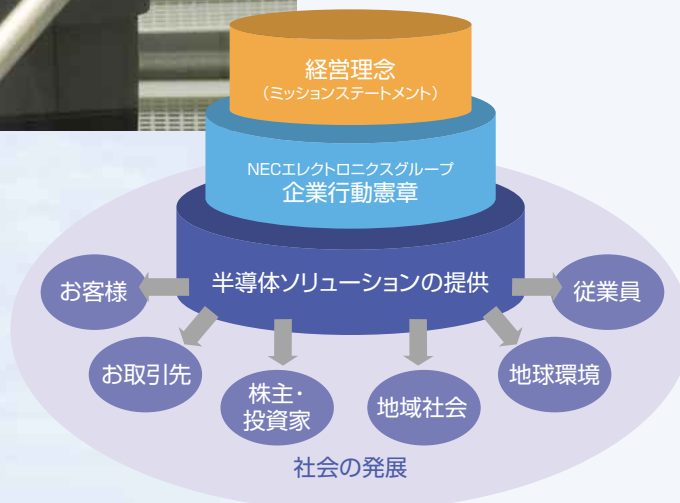 経営理念
（ミッションステートメント）
NECエレクトロニクスグループ
企業行動憲章
半導体ソリューションの提供
お客様
従業員
お取引先
地球環境
株主・
投資家
地域社会
社会の発展